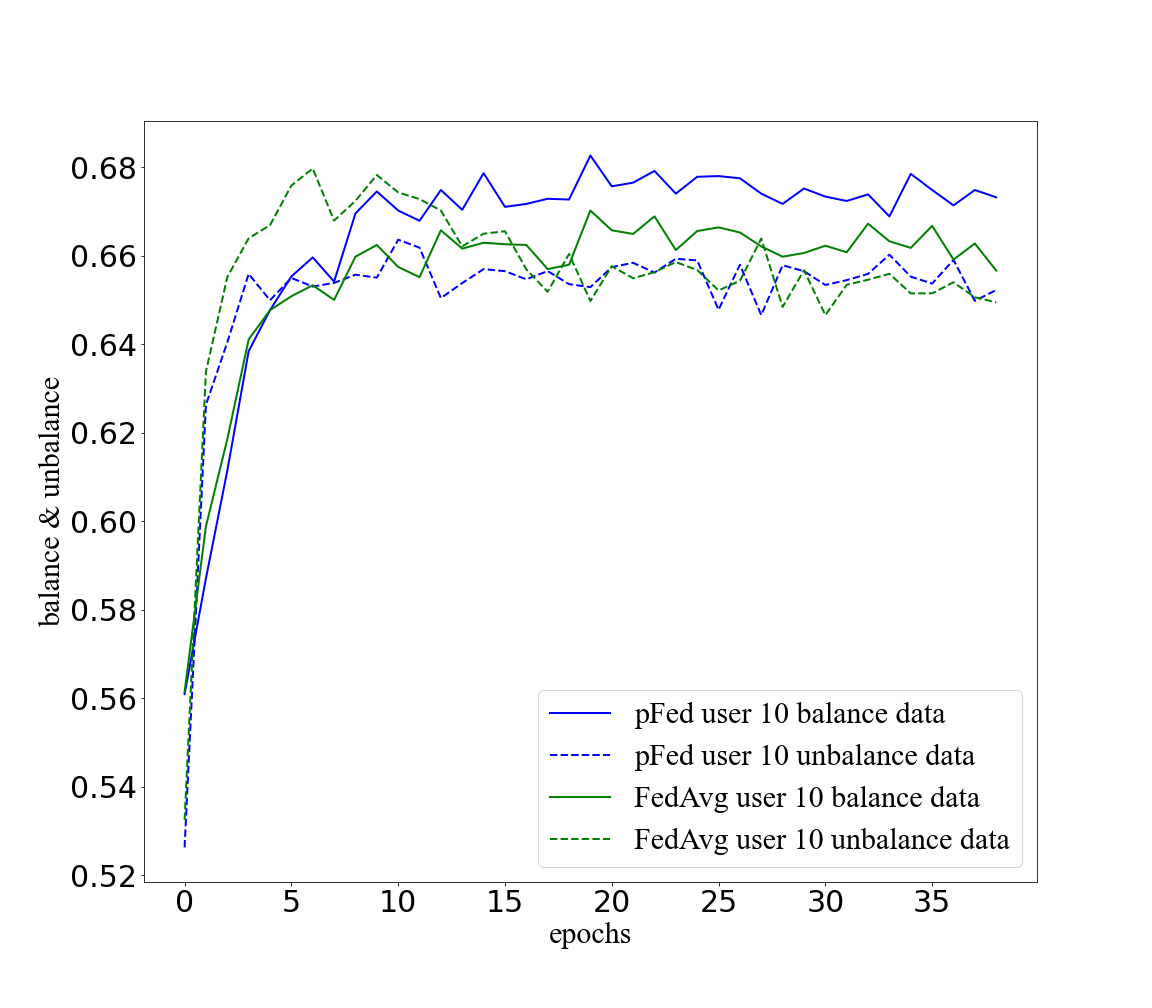 0.68
0.66
0.64
0.62
0.60
0.58
0.56
0.54
0.52
balance & unbalance
pFed user 10 balance data
pFed user 10 unbalance data
FedAvg user 10 balance data
FedAvg user 10 unbalance data
0 5 10 15 20 25 30 35
epochs